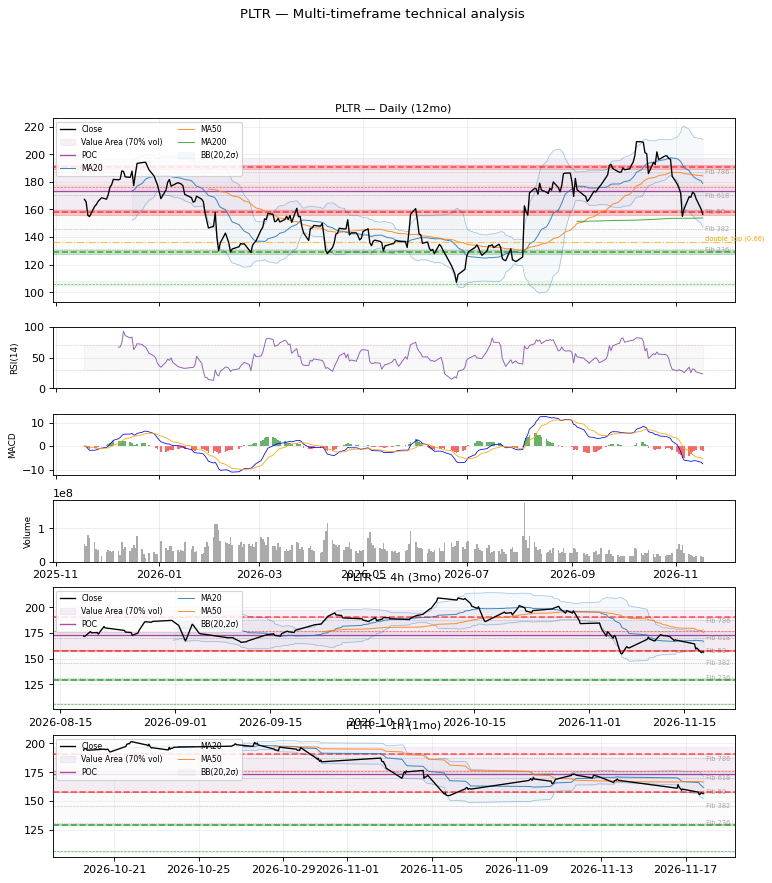 PLTR — Multi-timeframe technical analysis
PLTR — Daily (12mo)
Close
Value Area (70% vol)
POC
MA20
MA50
MA200
BB(20,2σ)
220
200
180
160
140
120
100
Fib 786
Fib 618
Fib 382
double_top (0.66)
Fib 236
RSI(14)
100
50
0
MACD
10
0
−10
1e8
Volume
1
0
2025-11
2026-01
2026-03
2026-05
2026-07
2026-09
2026-11
PLTR — 4h (3mo)
Close
Value Area (70% vol)
POC
MA20
MA50
BB(20,2σ)
200
175
150
125
Fib 786
Fib 618
Fib 50
Fib 382
Fib 236
2026-08-15
2026-09-01
2026-09-15
2026-10-01
2026-10-15
2026-11-01
2026-11-15
PLTR — 1h (1mo)
Close
Value Area (70% vol)
POC
MA20
MA50
BB(20,2σ)
200
175
150
125
Fib 786
Fib 618
Fib 50
Fib 382
Fib 236
2026-10-21
2026-10-25
2026-10-29
2026-11-01
2026-11-05
2026-11-09
2026-11-13
2026-11-17